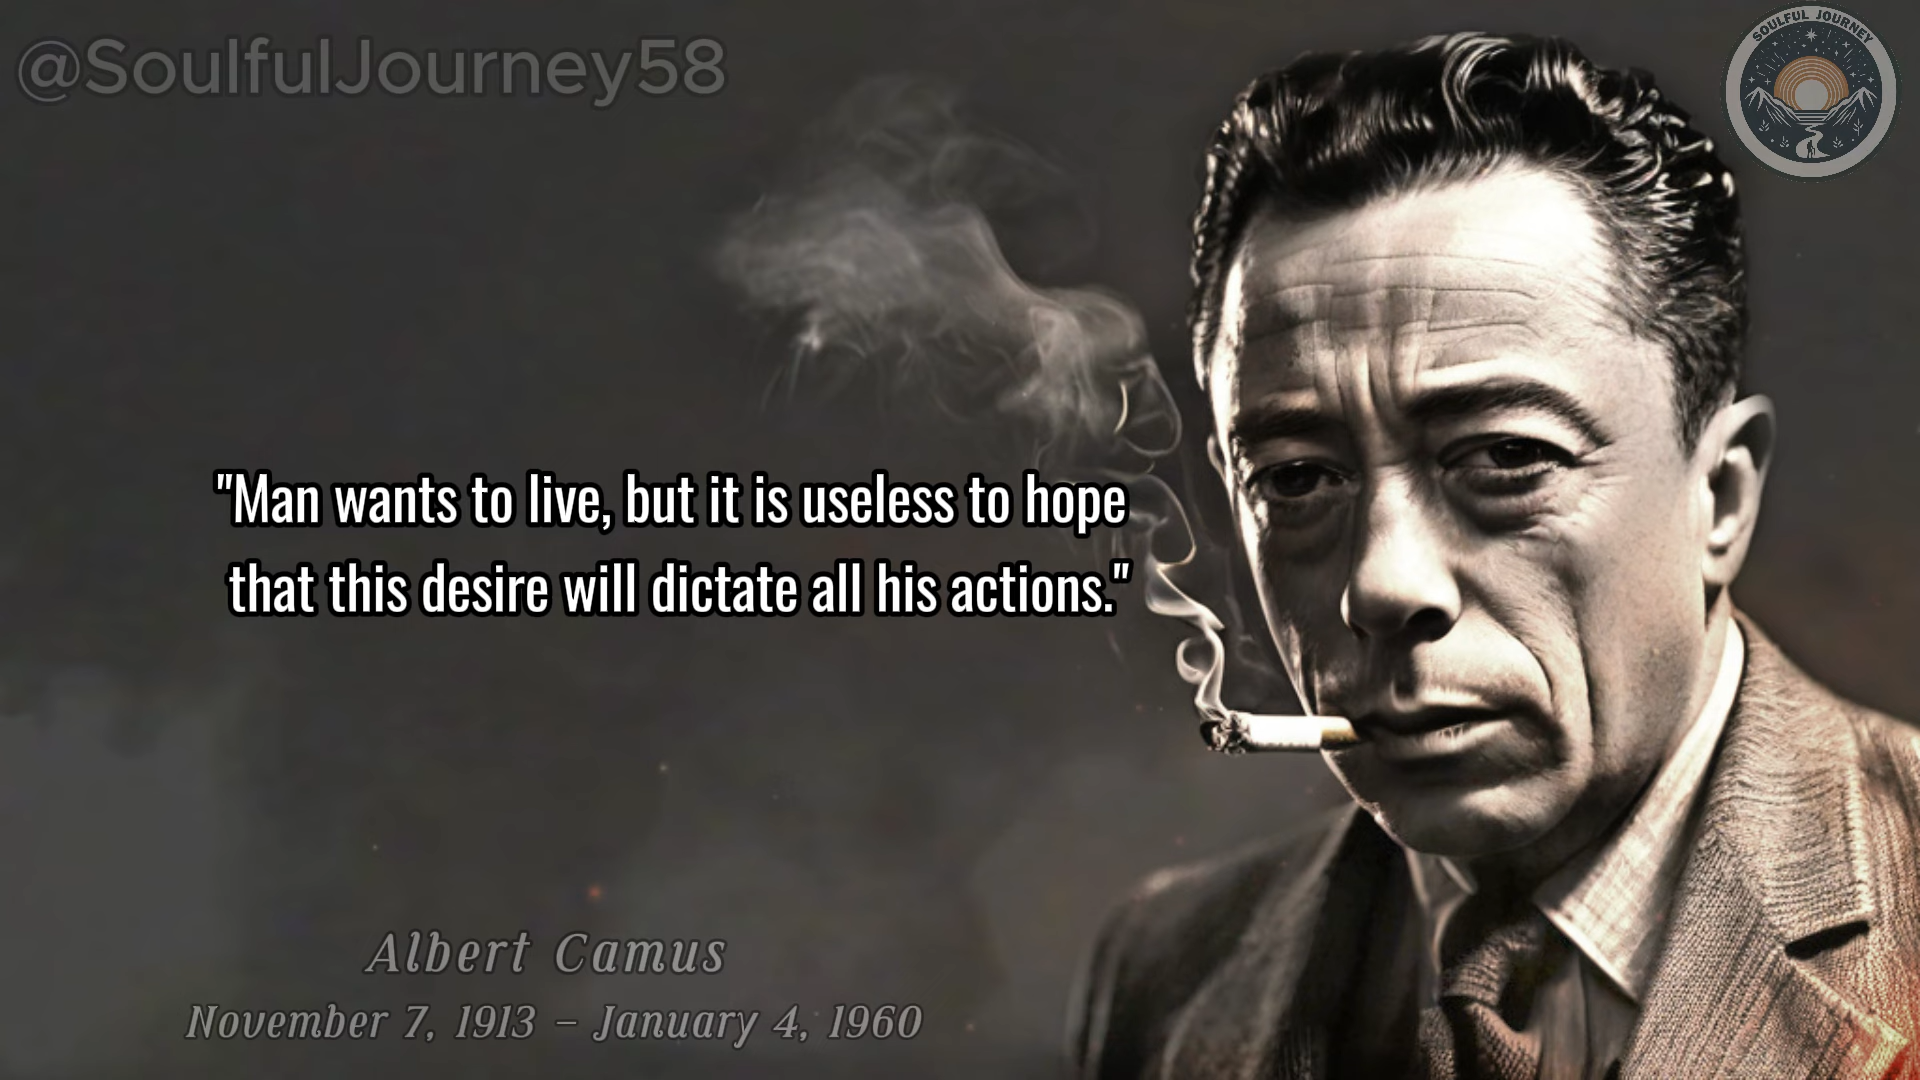 @SoulfulJourney58
SOULFUL JOURNEY
"Man wants to live, but it is useless to hope
that this desire will dictate all his actions."
Albert Camus
November 7, 1913 – January 4, 1960